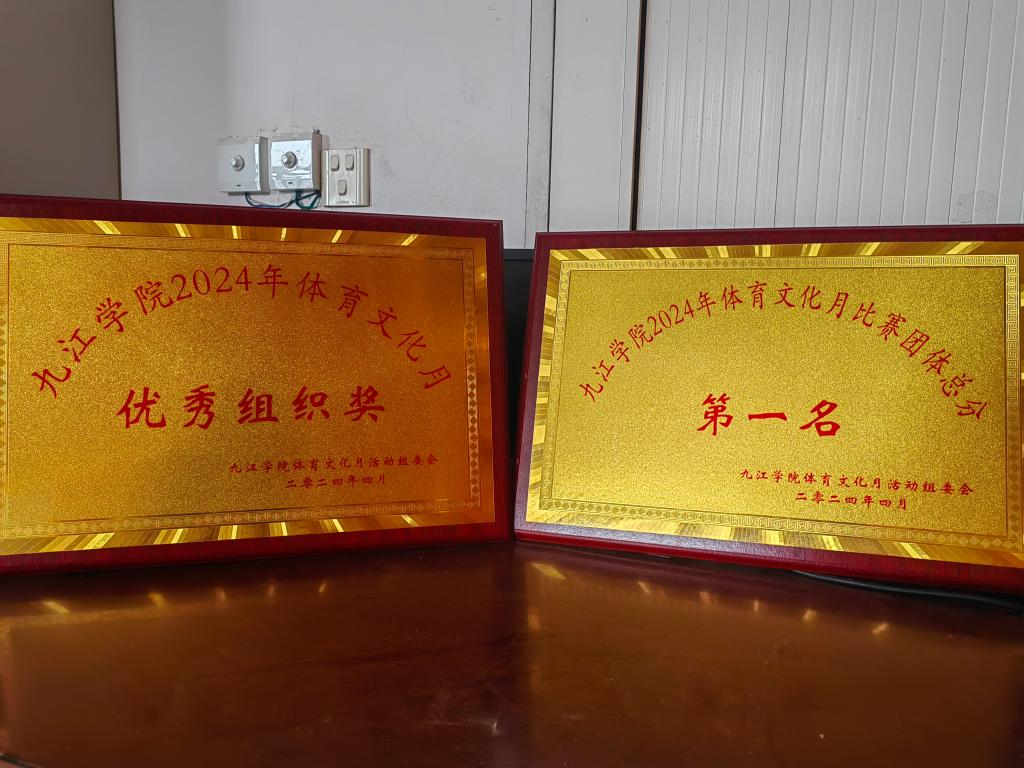 九江学院2024年体育文化月
优秀组织奖
九江学院体育文化月活动组委会
二零二四年四月
九江学院2024年体育文化月比赛团体总分
第一名
九江学院体育文化月活动组委会
二零二四年四月